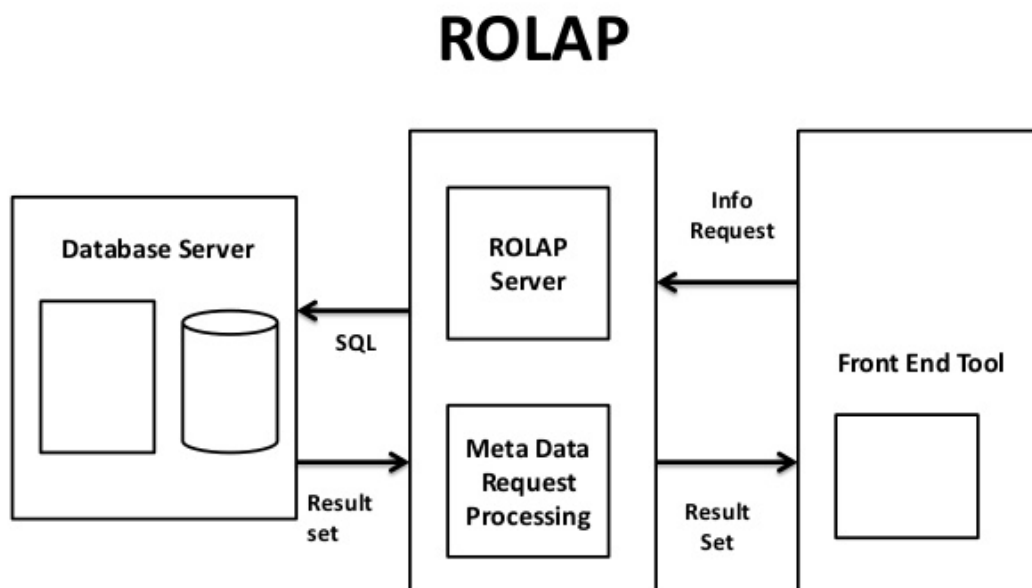 ROLAP
Database Server
SQL
Result
set
ROLAP
Server
Meta Data
Request
Processing
Info
Request
Result
Set
Front End Tool